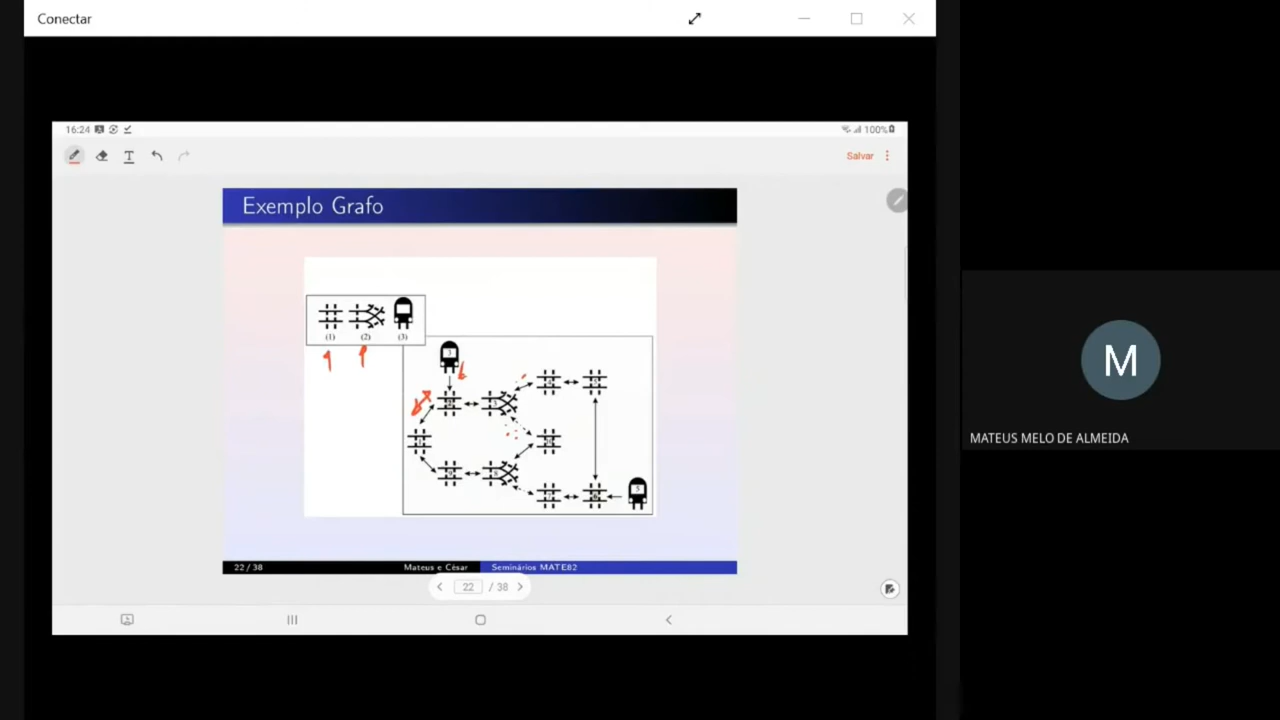 Conectar
16:24
100%
Salvar
Exemplo Grafo
(1) (2) (3)
22 / 38 Mateus e César Seminários MATE82
22 / 38
M
MATEUS MELO DE ALMEIDA